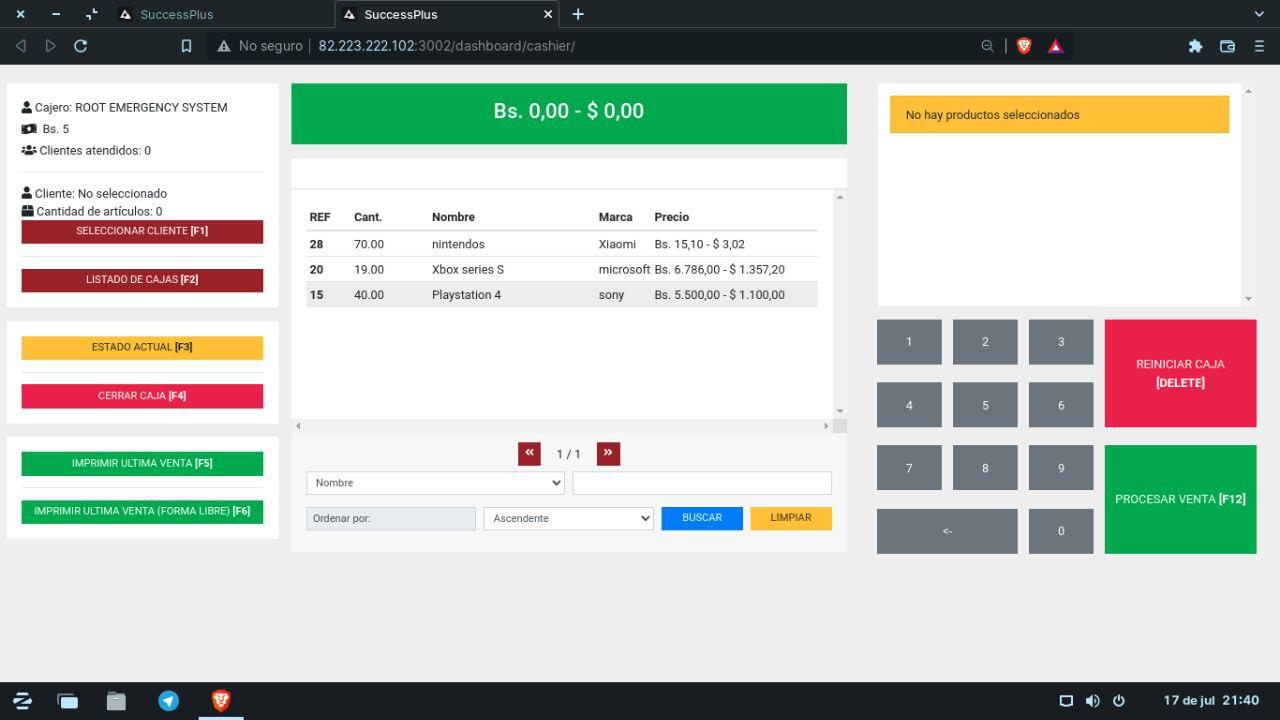 SuccessPlus
SuccessPlus
No seguro
82.223.222.102:3002/dashboard/cashier/
Cajero: ROOT EMERGENCY SYSTEM
Bs. 5
Clientes atendidos: 0
Cliente: No seleccionado
Cantidad de artículos: 0
SELECCIONAR CLIENTE [F1]
LISTADO DE CAJAS [F2]
ESTADO ACTUAL [F3]
CERRAR CAJA [F4]
IMPRIMIR ULTIMA VENTA [F5]
IMPRIMIR ULTIMA VENTA (FORMA LIBRE) [F6]
Bs. 0,00 - $ 0,00
REF Cant. Nombre Marca Precio
28 70.00 nintendos Xiaomi Bs. 15,10 - $ 3,02
20 19.00 Xbox series S microsoft Bs. 6.786,00 - $ 1.357,20
15 40.00 Playstation 4 sony Bs. 5.500,00 - $ 1.100,00
« 1 / 1 »
Nombre
Ordenar por: Ascendente BUSCAR LIMPIAR
No hay productos seleccionados
1 2 3
REINICIAR CAJA
[DELETE]
4 5 6
7 8 9
PROCESAR VENTA [F12]
<- 0
17 de jul 21:40